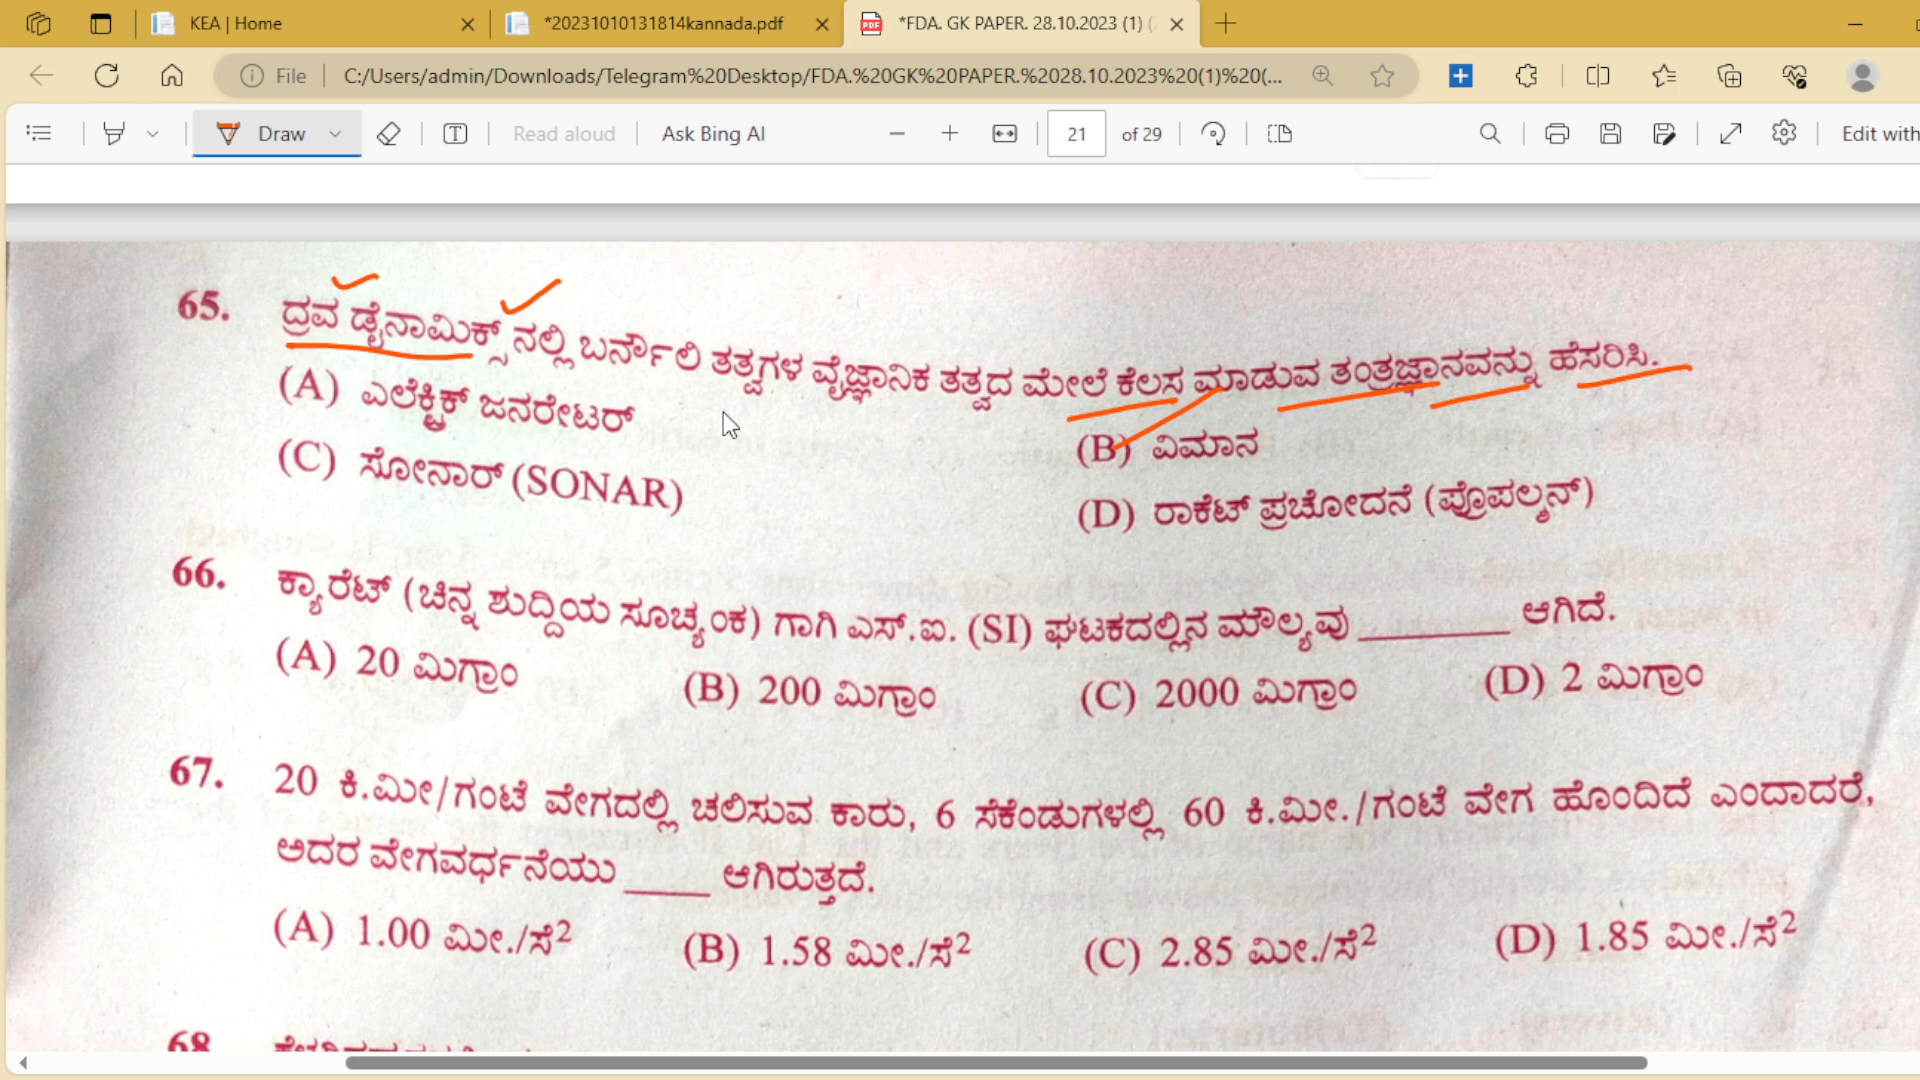 KEA | Home
*20231010131814kannada.pdf
*FDA. GK PAPER. 28.10.2023 (1) (
File
C:/Users/admin/Downloads/Telegram%20Desktop/FDA.%20GK%20PAPER.%2028.10.2023%20(1)%20(...
Draw
Read aloud
Ask Bing AI
21
of 29
Edit with
65. ದ್ರವ ಡೈನಾಮಿಕ್ಸ್ ನಲ್ಲಿ ಬರ್ನೌಲಿ ತತ್ವಗಳ ವೈಜ್ಞಾನಿಕ ತತ್ವದ ಮೇಲೆ ಕೆಲಸ ಮಾಡುವ ತಂತ್ರಜ್ಞಾನವನ್ನು ಹೆಸರಿಸಿ.
(A) ಎಲೆಕ್ಟ್ರಿಕ್ ಜನರೇಟರ್
(B) ವಿಮಾನ
(C) ಸೋನಾರ್ (SONAR)
(D) ರಾಕೆಟ್ ಪ್ರಚೋದನೆ (ಪ್ರೊಪಲ್ಶನ್)
66. ಕ್ಯಾರೆಟ್ (ಚಿನ್ನ ಶುದ್ದಿಯ ಸೂಚ್ಯಂಕ) ಗಾಗಿ ಎಸ್.ಐ. (SI) ಘಟಕದಲ್ಲಿನ ಮೌಲ್ಯವು ________ ಆಗಿದೆ.
(A) 20 ಮಿಗ್ರಾಂ (B) 200 ಮಿಗ್ರಾಂ (C) 2000 ಮಿಗ್ರಾಂ (D) 2 ಮಿಗ್ರಾಂ
67. 20 ಕಿ.ಮೀ/ಗಂಟೆ ವೇಗದಲ್ಲಿ ಚಲಿಸುವ ಕಾರು, 6 ಸೆಕೆಂಡುಗಳಲ್ಲಿ 60 ಕಿ.ಮೀ./ಗಂಟೆ ವೇಗ ಹೊಂದಿದೆ ಎಂದಾದರೆ,
ಅದರ ವೇಗವರ್ಧನೆಯು ____ ಆಗಿರುತ್ತದೆ.
(A) 1.00 ಮೀ./ಸೆ² (B) 1.58 ಮೀ./ಸೆ² (C) 2.85 ಮೀ./ಸೆ² (D) 1.85 ಮೀ./ಸೆ²
68